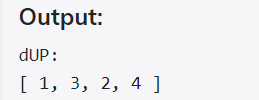 Output:
dUP:
[ 1, 3, 2, 4 ]